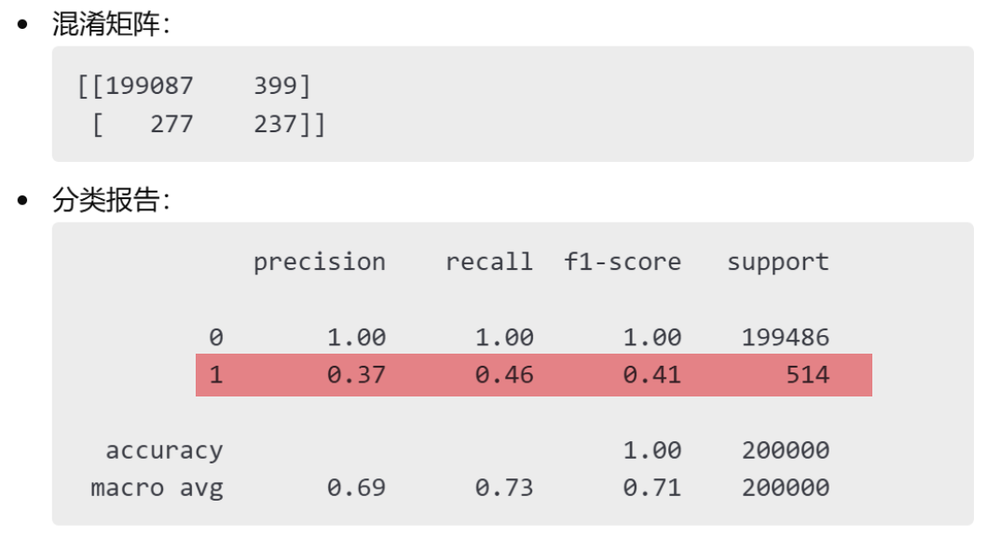 混淆矩阵：
[[199087    399]
 [   277    237]]
分类报告：
            precision    recall  f1-score   support
         0       1.00      1.00      1.00    199486
         1       0.37      0.46      0.41       514
  accuracy                           1.00    200000
 macro avg       0.69      0.73      0.71    200000